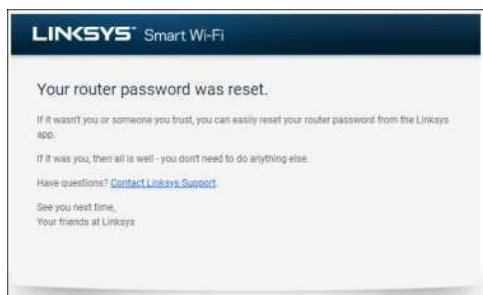 LINKSYS™ Smart Wi-Fi
Your router password was reset.
If it wasn't you or someone you trust, you can easily reset your router password from the Linksys
app.
If it was you, then all is well - you don't need to do anything else.
Have questions? Contact Linksys Support.
See you next time,
Your friends at Linksys